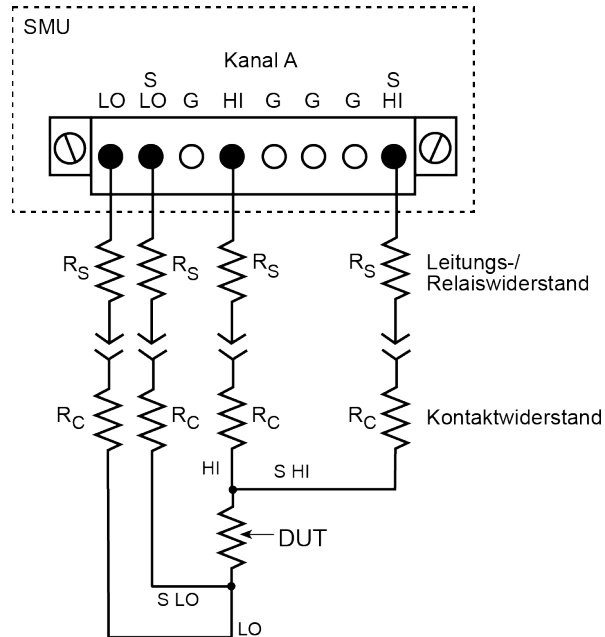 SMU
Kanal A
S S
LO LO G HI G G G HI
RS RS RS RS Leitungs-/
Relaiswiderstand
RC RC RC RC Kontaktwiderstand
HI S HI
DUT
S LO
LO